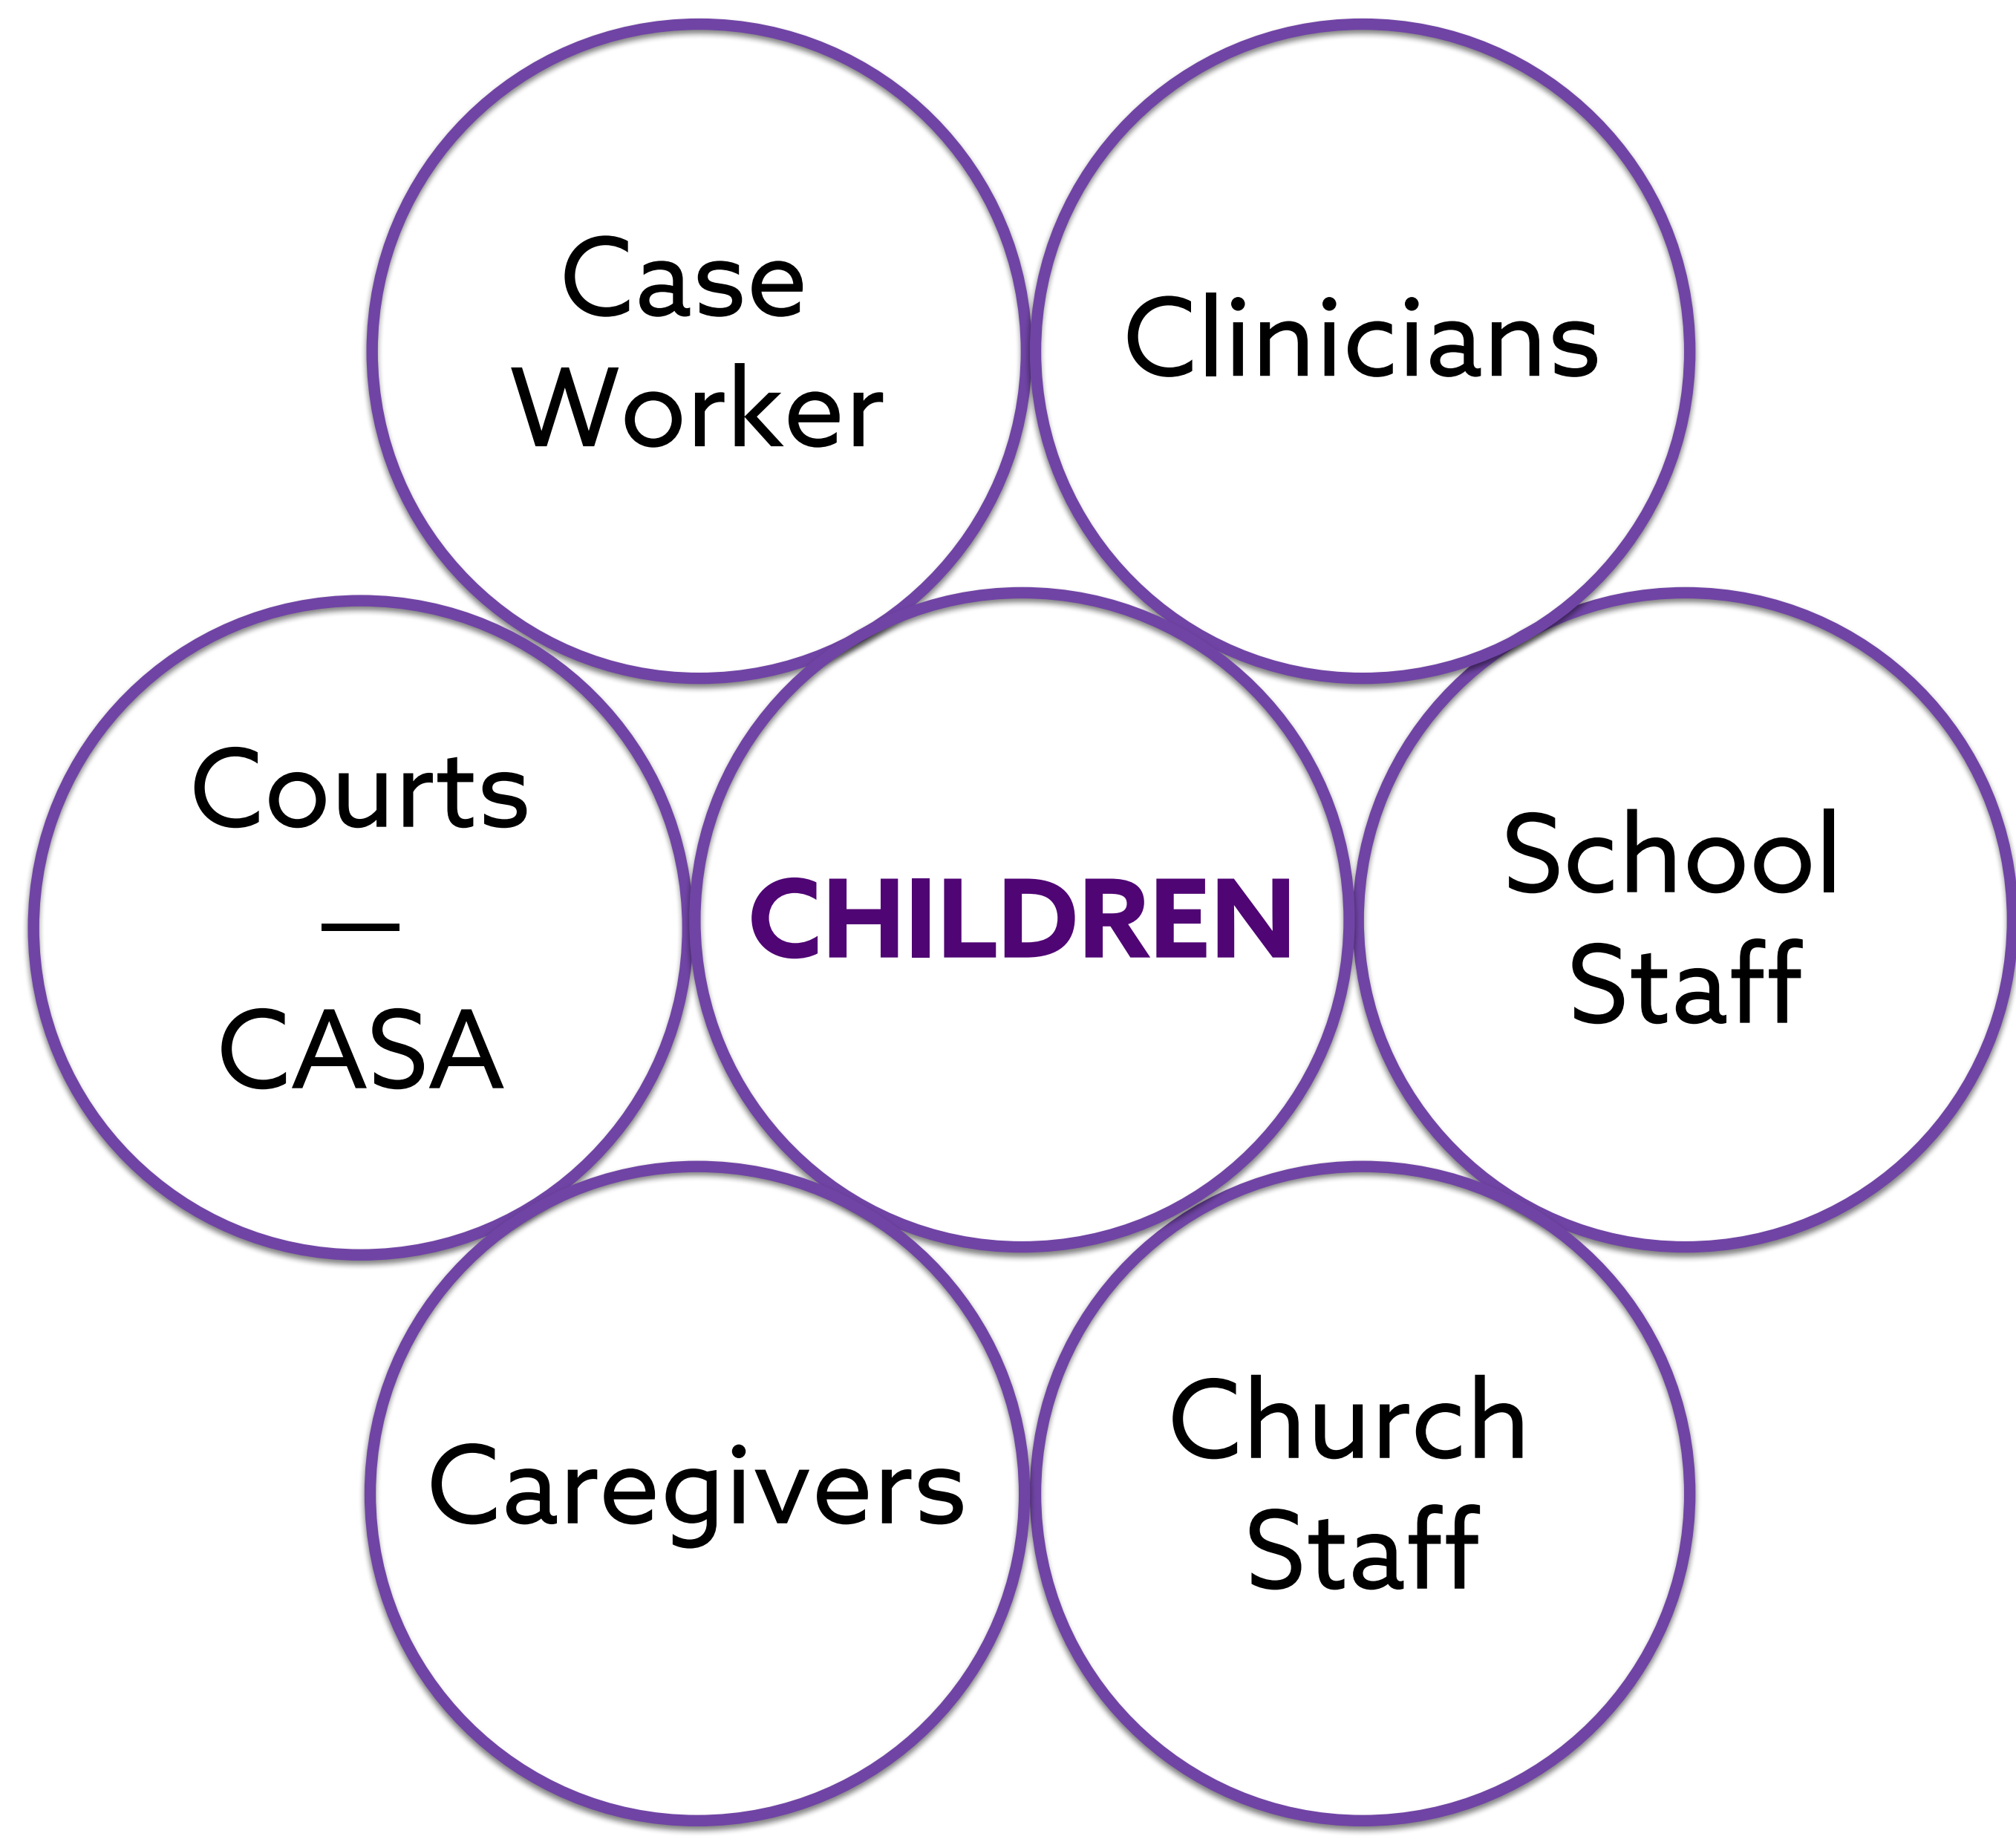 Case
Worker
Clinicians
Courts
—
CASA
CHILDREN
School
Staff
Caregivers
Church
Staff